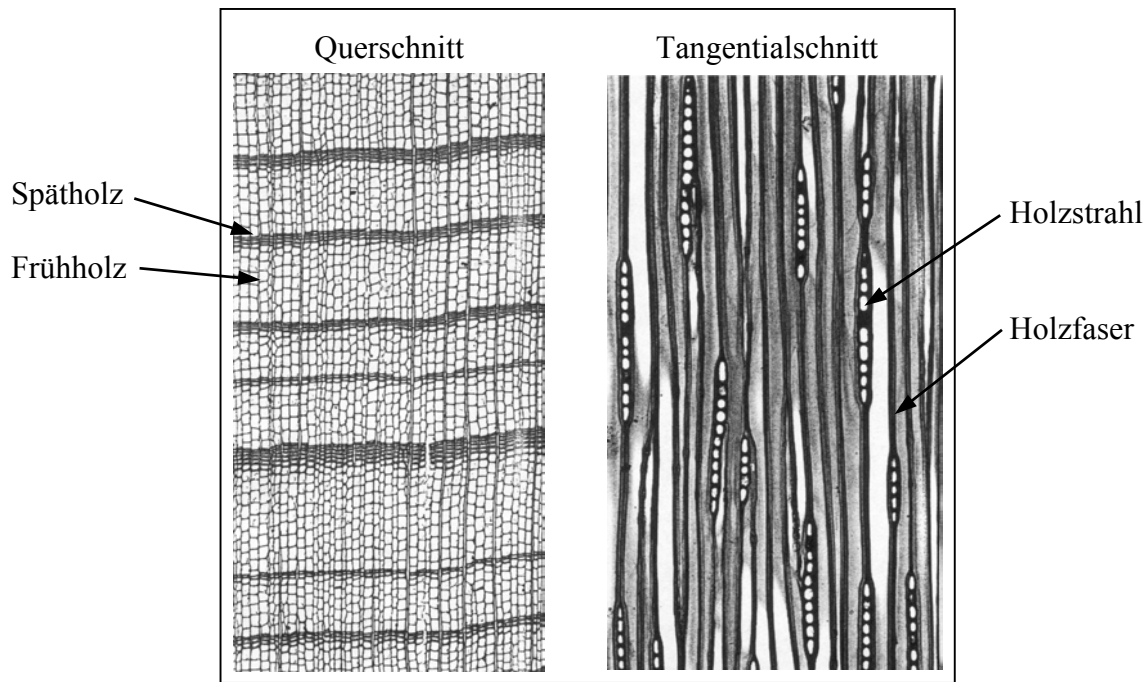 Querschnitt
Tangentialschnitt
Spätholz
Frühholz
Holzstrahl
Holzfaser